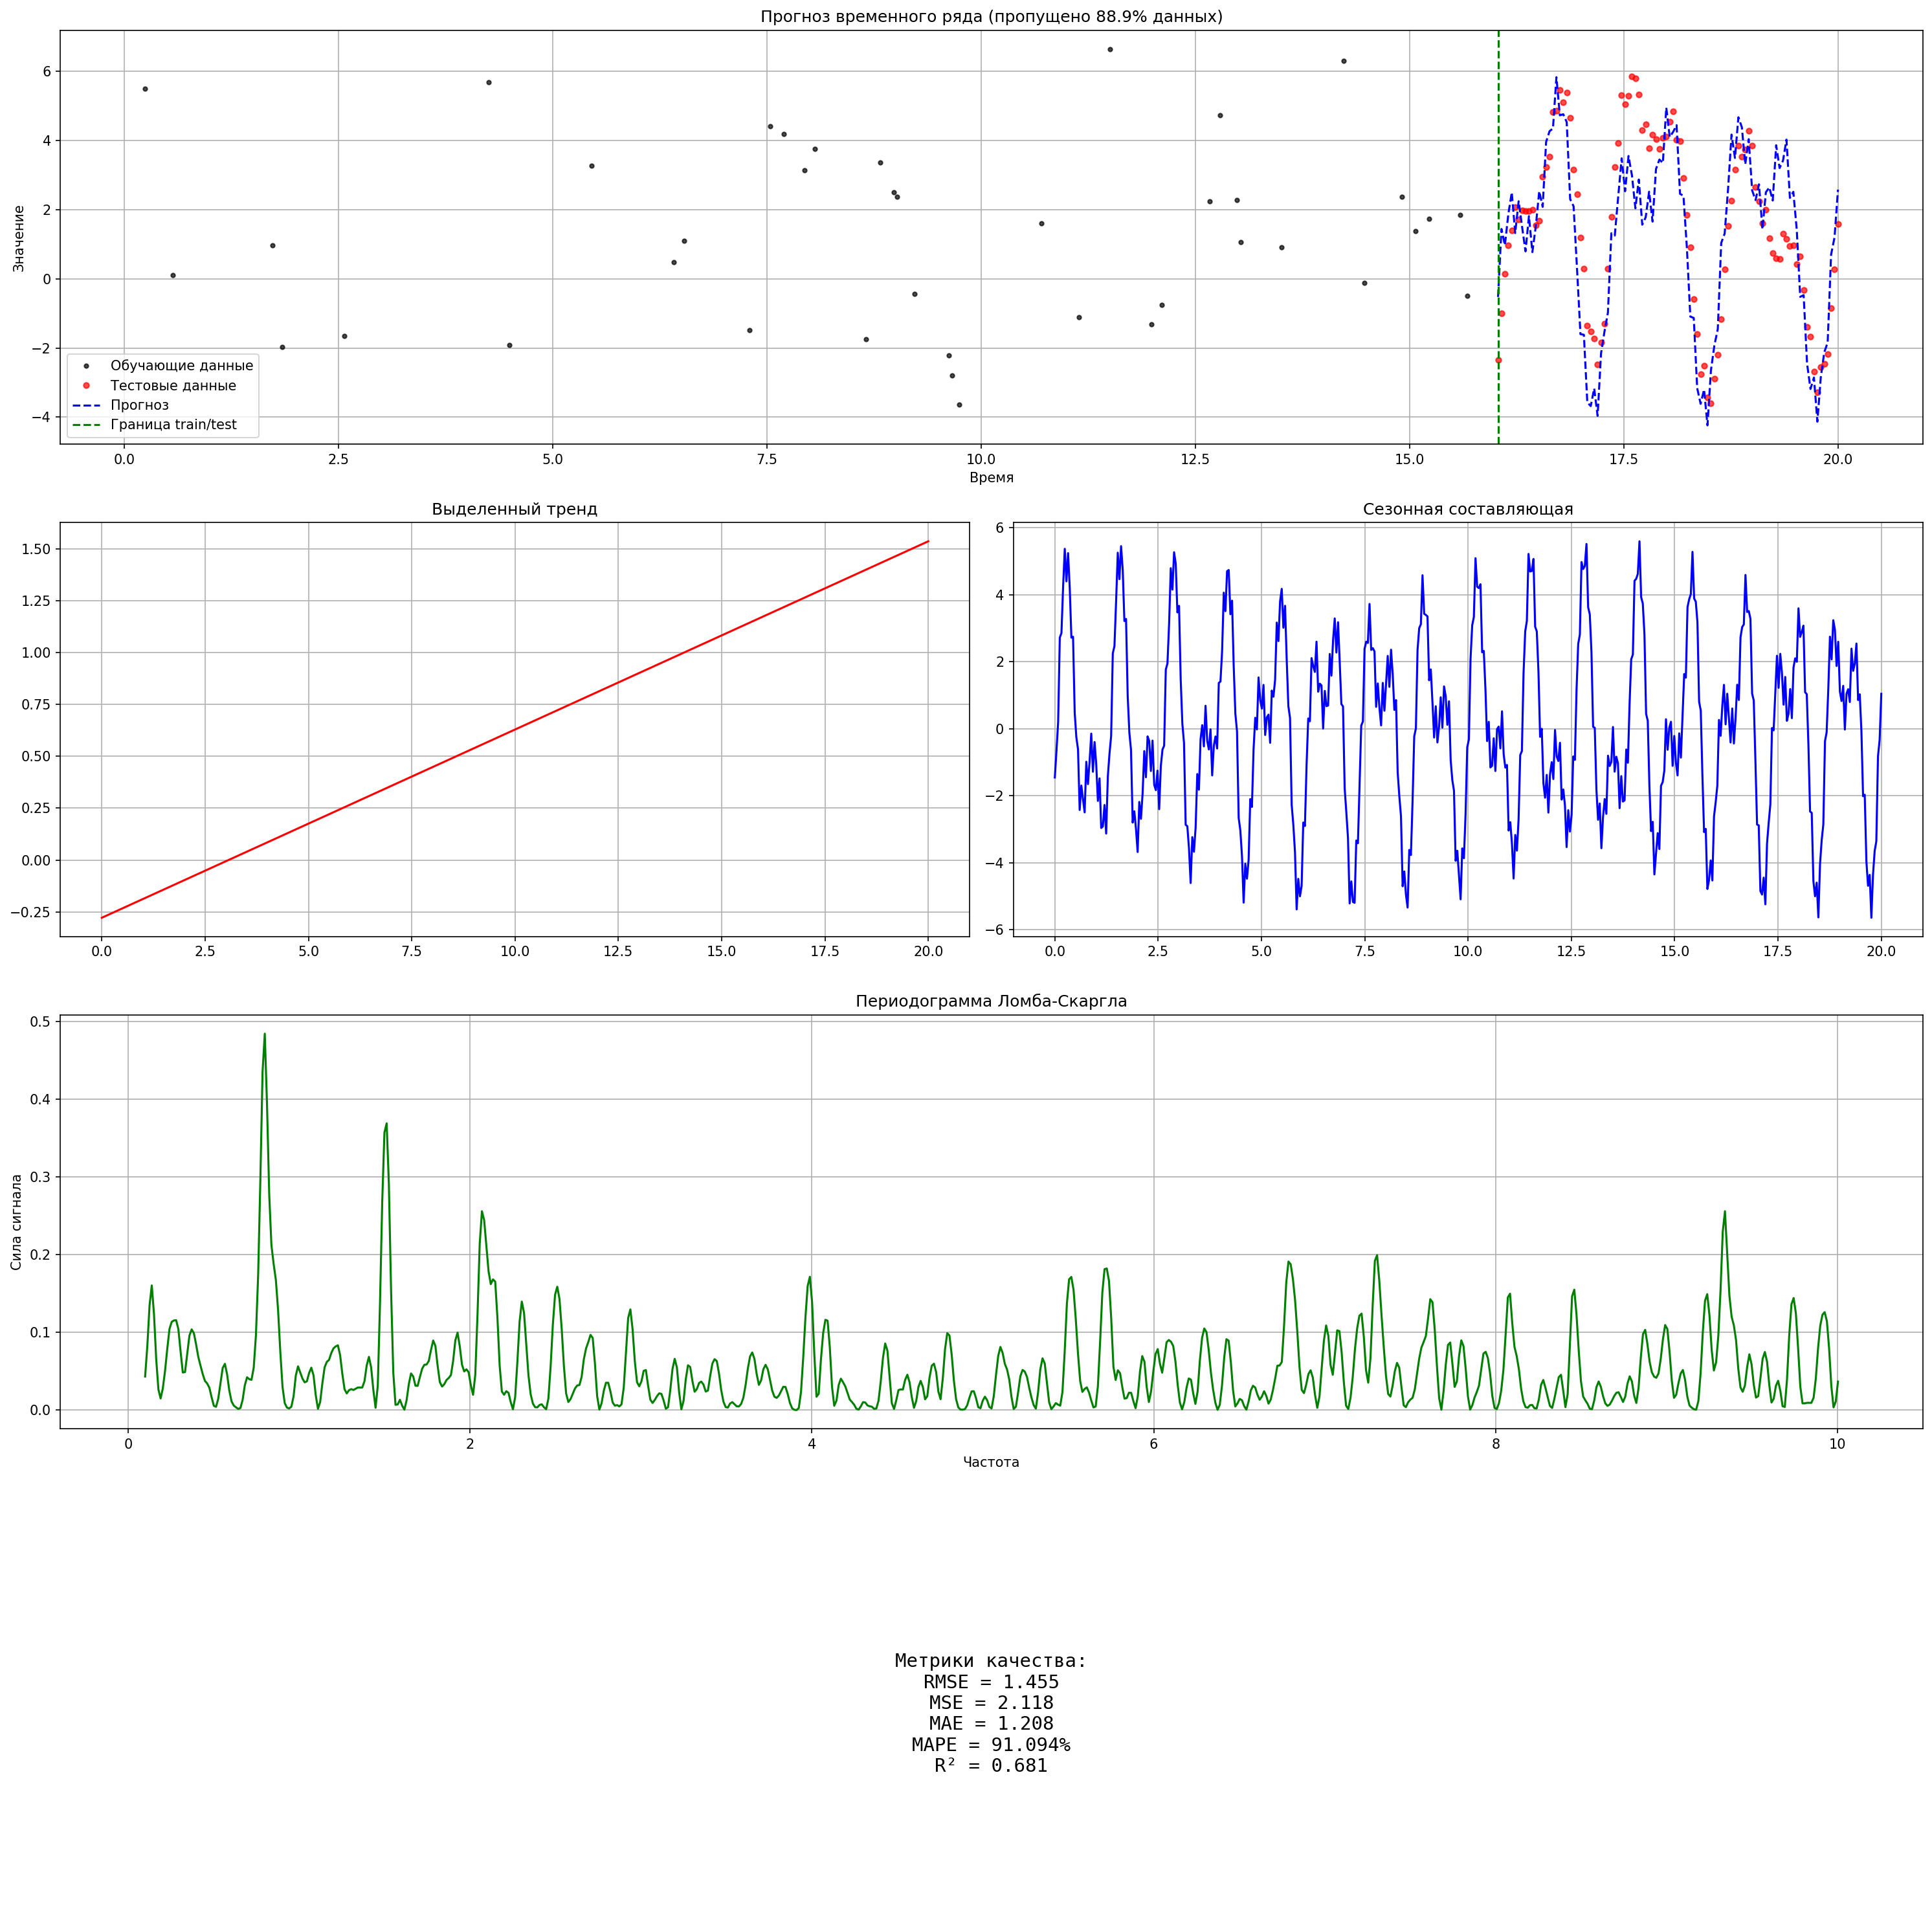 Прогноз временного ряда (пропущено 88.9% данных)
6
4
2
0
−2
−4
Значение
Обучающие данные
Тестовые данные
Прогноз
Граница train/test
0.0 2.5 5.0 7.5 10.0 12.5 15.0 17.5 20.0
Время
Выделенный тренд
1.50
1.25
1.00
0.75
0.50
0.25
0.00
−0.25
0.0 2.5 5.0 7.5 10.0 12.5 15.0 17.5 20.0
Сезонная составляющая
6
4
2
0
−2
−4
−6
0.0 2.5 5.0 7.5 10.0 12.5 15.0 17.5 20.0
Периодограмма Ломба-Скаргла
0.5
0.4
0.3
0.2
0.1
0.0
Сила сигнала
0 2 4 6 8 10
Частота
Метрики качества:
RMSE = 1.455
MSE = 2.118
MAE = 1.208
MAPE = 91.094%
R² = 0.681